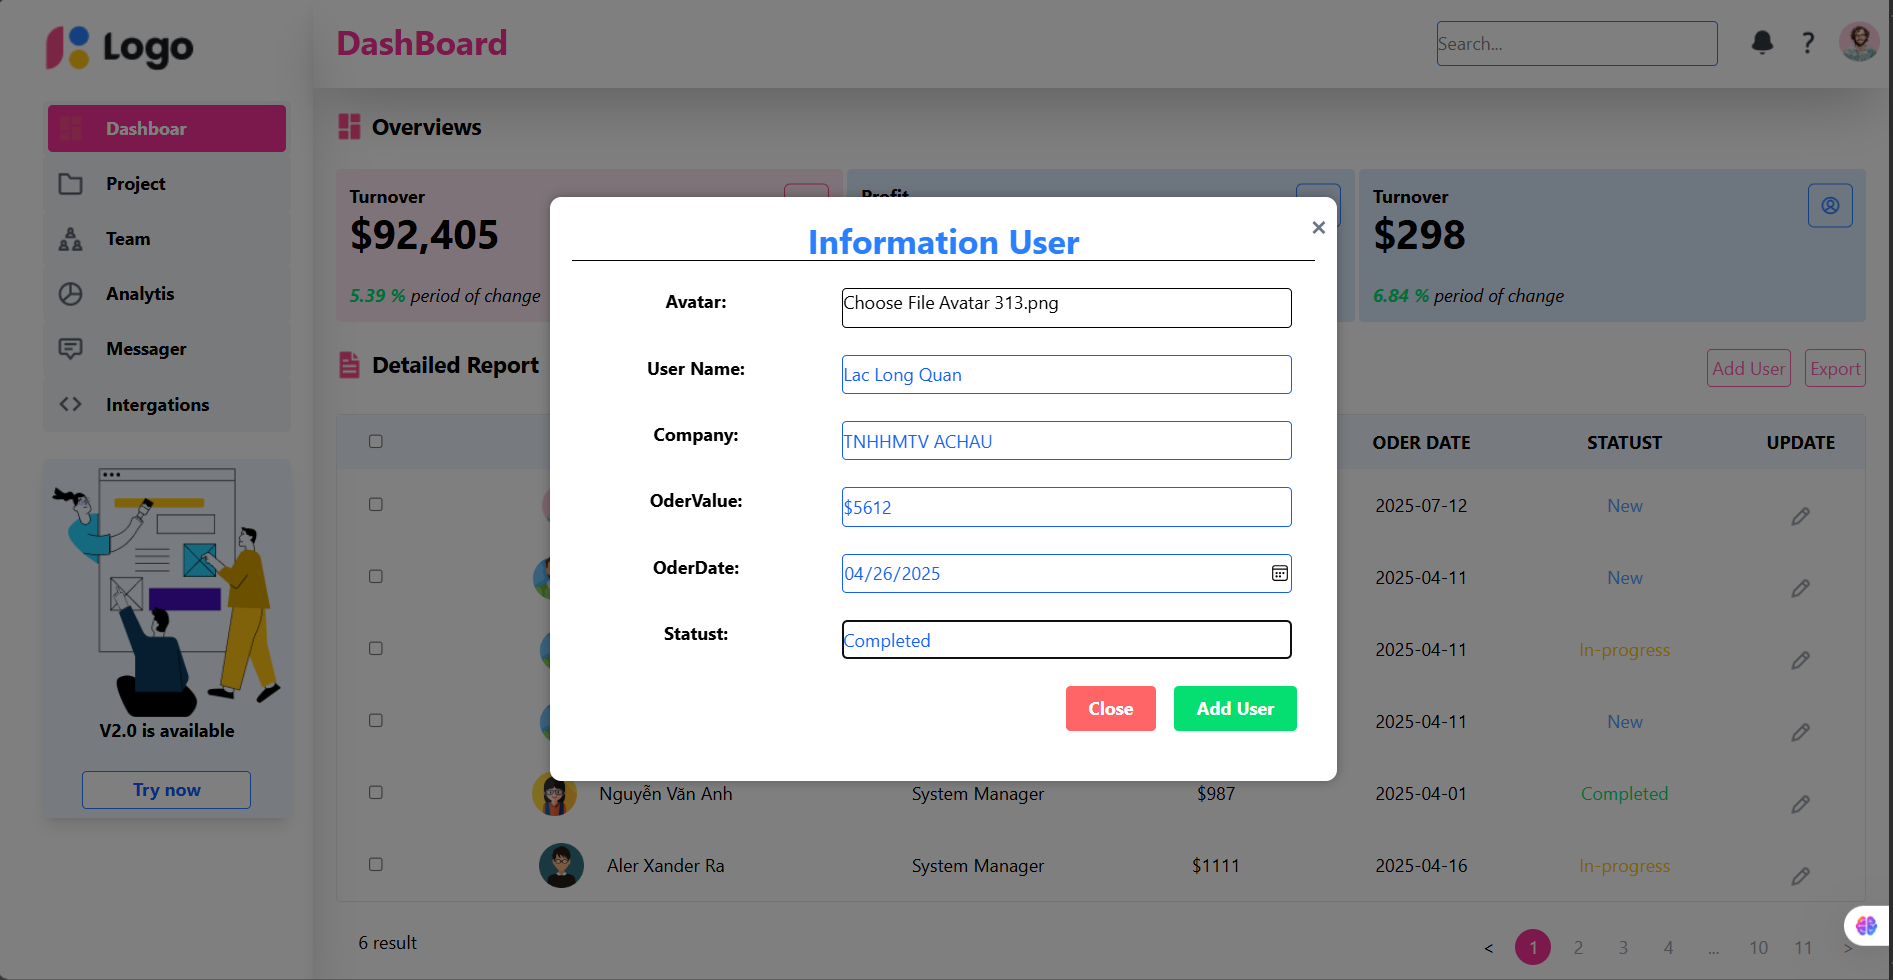 Logo
DashBoard
Search...
?
Dashboar
Project
Team
Analytis
Messager
Intergations
V2.0 is available
Try now
Overviews
Turnover
$92,405
5.39 % period of change
Profit
Turnover
$298
6.84 % period of change
Detailed Report
Add User
Export
ODER DATE
STATUST
UPDATE
2025-07-12
New
2025-04-11
New
2025-04-11
In-progress
2025-04-11
New
Nguyễn Văn Anh
System Manager
$987
2025-04-01
Completed
Aler Xander Ra
System Manager
$1111
2025-04-16
In-progress
6 result
< 1 2 3 4 ... 10 11 >
×
Information User
Avatar:
Choose File Avatar 313.png
User Name:
Lac Long Quan
Company:
TNHHMTV ACHAU
OderValue:
$5612
OderDate:
04/26/2025
Statust:
Completed
Close
Add User